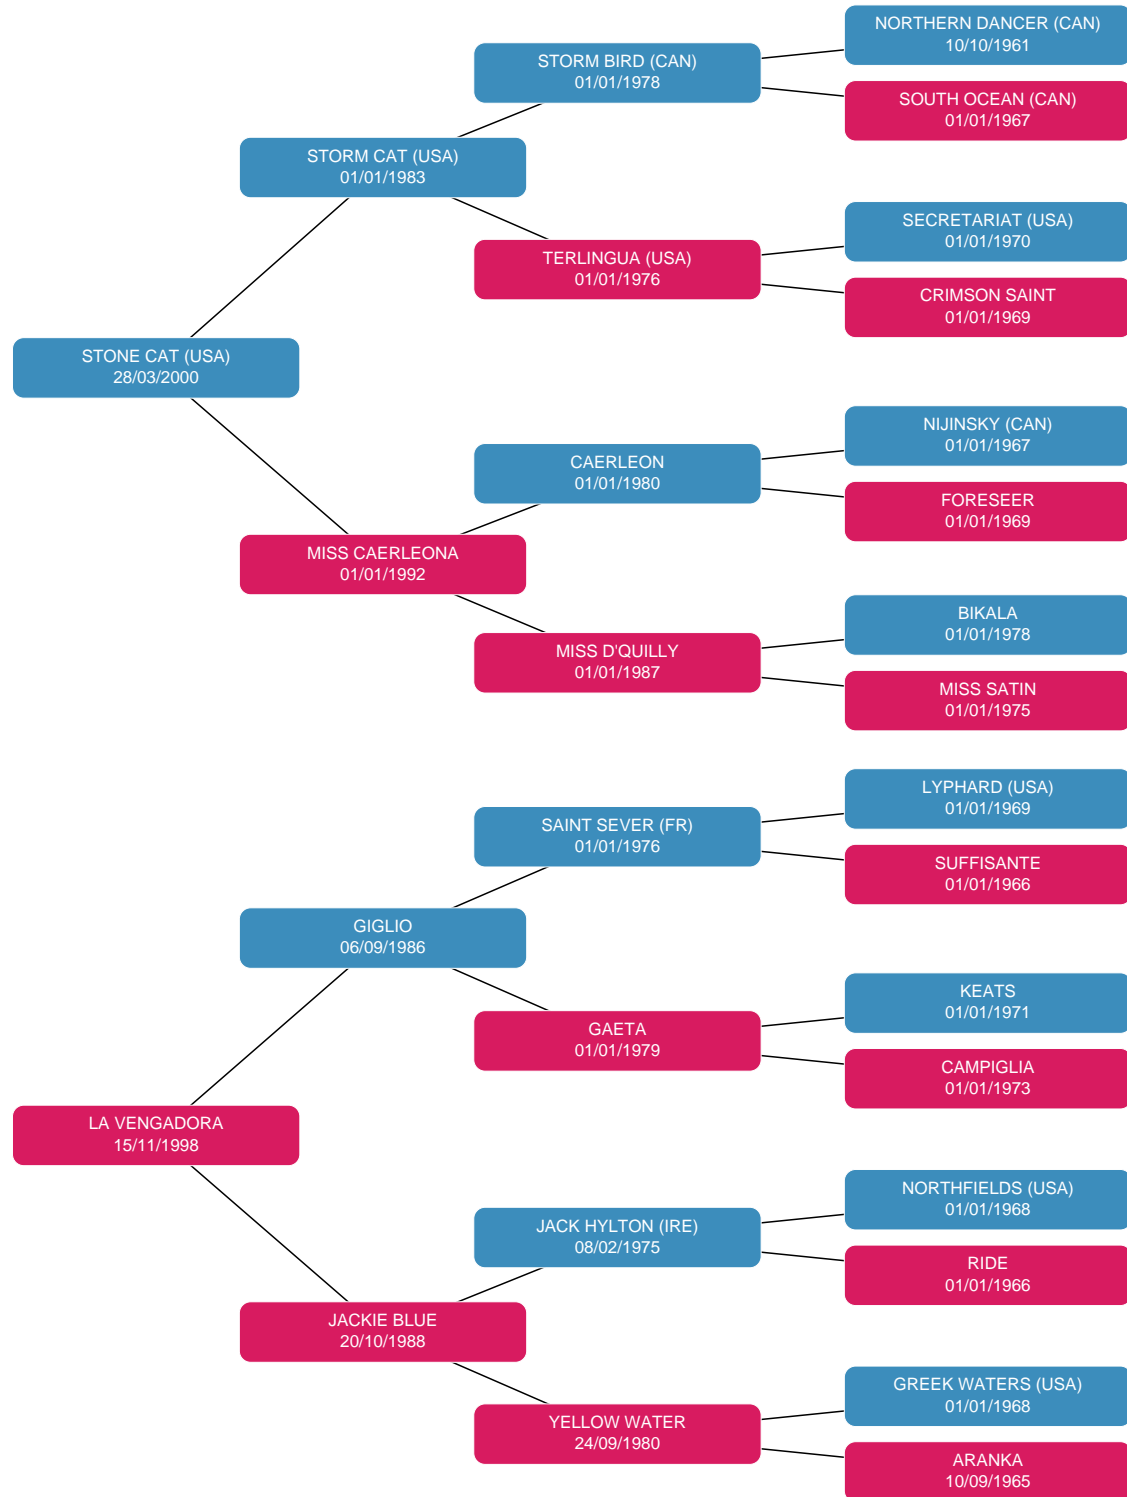 NORTHERN DANCER (CAN)
10/10/1961
STORM BIRD (CAN)
01/01/1978
SOUTH OCEAN (CAN)
01/01/1967
STORM CAT (USA)
01/01/1983
SECRETARIAT (USA)
01/01/1970
TERLINGUA (USA)
01/01/1976
CRIMSON SAINT
01/01/1969
STONE CAT (USA)
28/03/2000
NIJINSKY (CAN)
01/01/1967
CAERLEON
01/01/1980
FORESEER
01/01/1969
MISS CAERLEONA
01/01/1992
BIKALA
01/01/1978
MISS D'QUILLY
01/01/1987
MISS SATIN
01/01/1975
LYPHARD (USA)
01/01/1969
SAINT SEVER (FR)
01/01/1976
SUFFISANTE
01/01/1966
GIGLIO
06/09/1986
KEATS
01/01/1971
GAETA
01/01/1979
CAMPIGLIA
01/01/1973
LA VENGADORA
15/11/1998
NORTHFIELDS (USA)
01/01/1968
JACK HYLTON (IRE)
08/02/1975
RIDE
01/01/1966
JACKIE BLUE
20/10/1988
GREEK WATERS (USA)
01/01/1968
YELLOW WATER
24/09/1980
ARANKA
10/09/1965